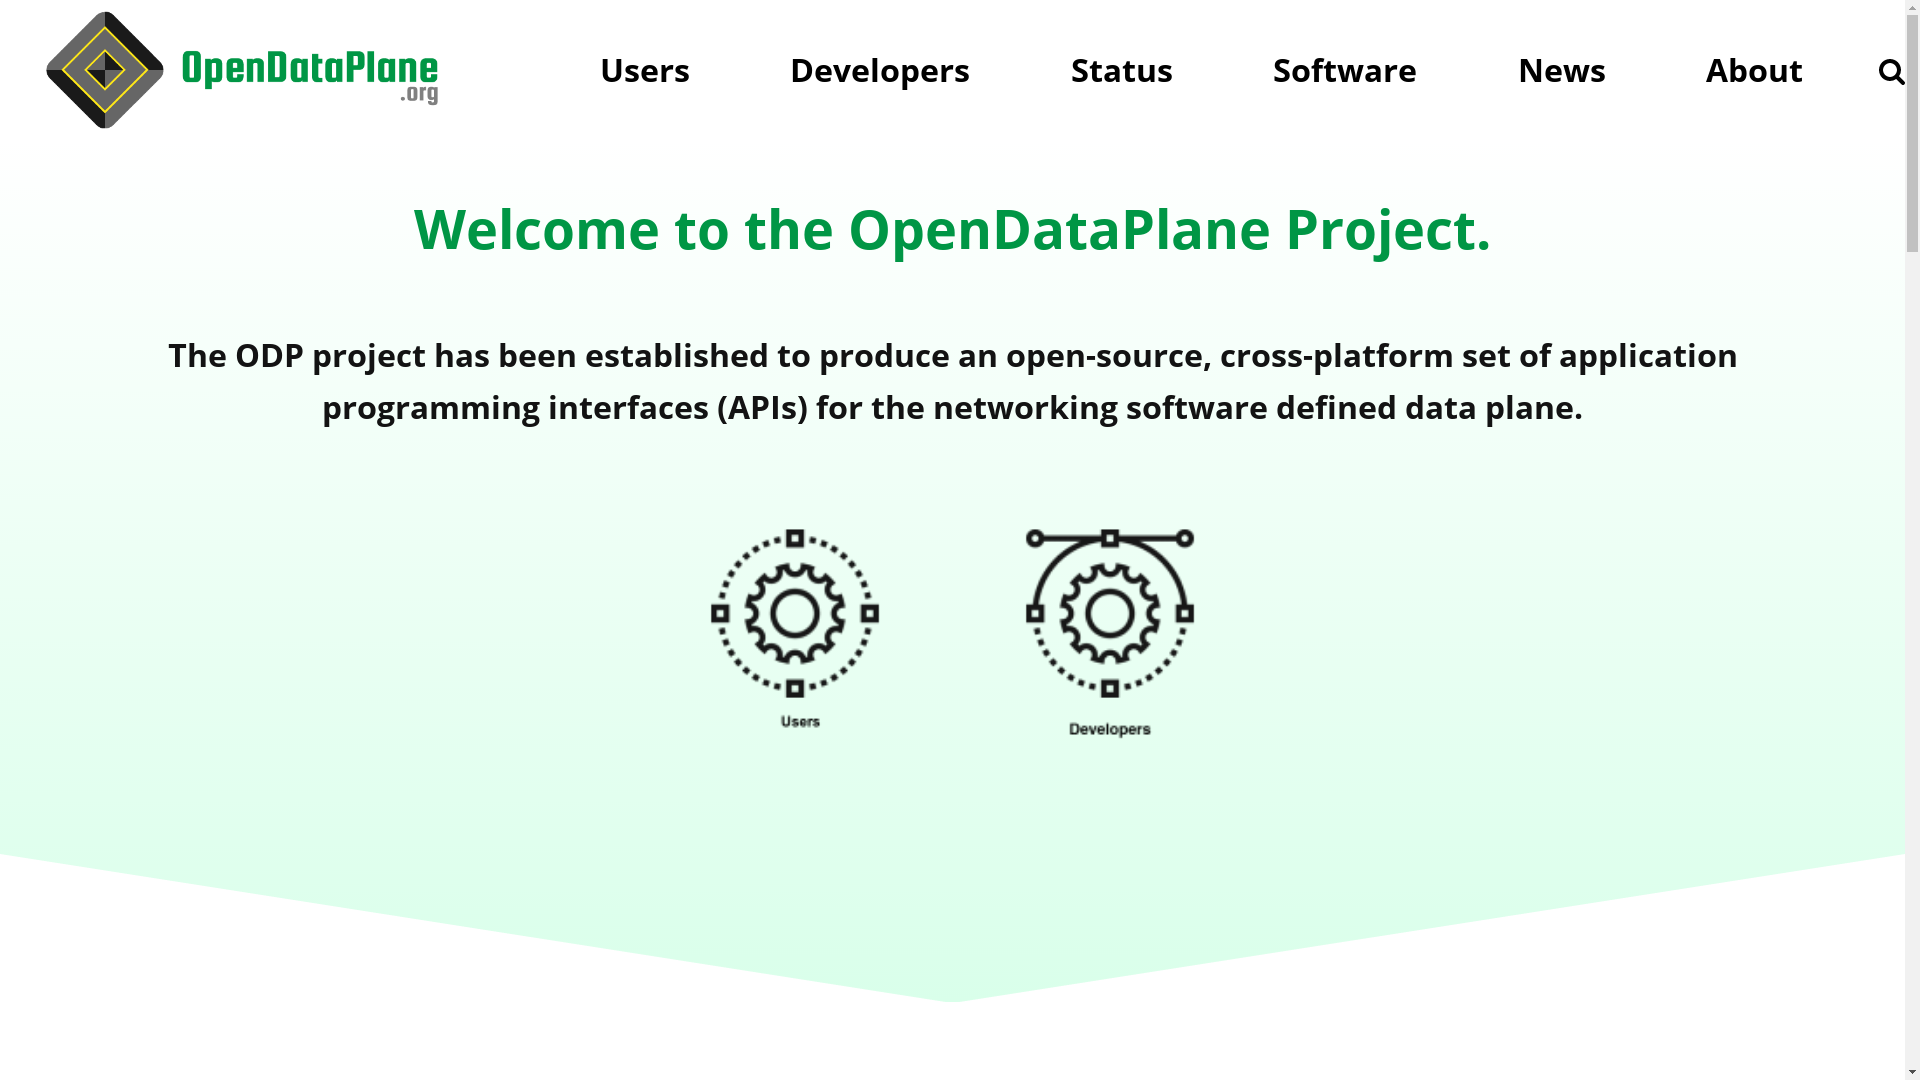 OpenDataPlane
.org
Users
Developers
Status
Software
News
About
Welcome to the OpenDataPlane Project.
The ODP project has been established to produce an open-source, cross-platform set of application
programming interfaces (APIs) for the networking software defined data plane.
Users
Developers